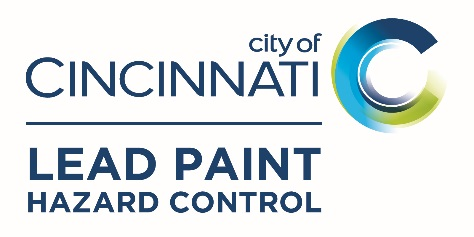 city of
CINCINNATI
LEAD PAINT
HAZARD CONTROL